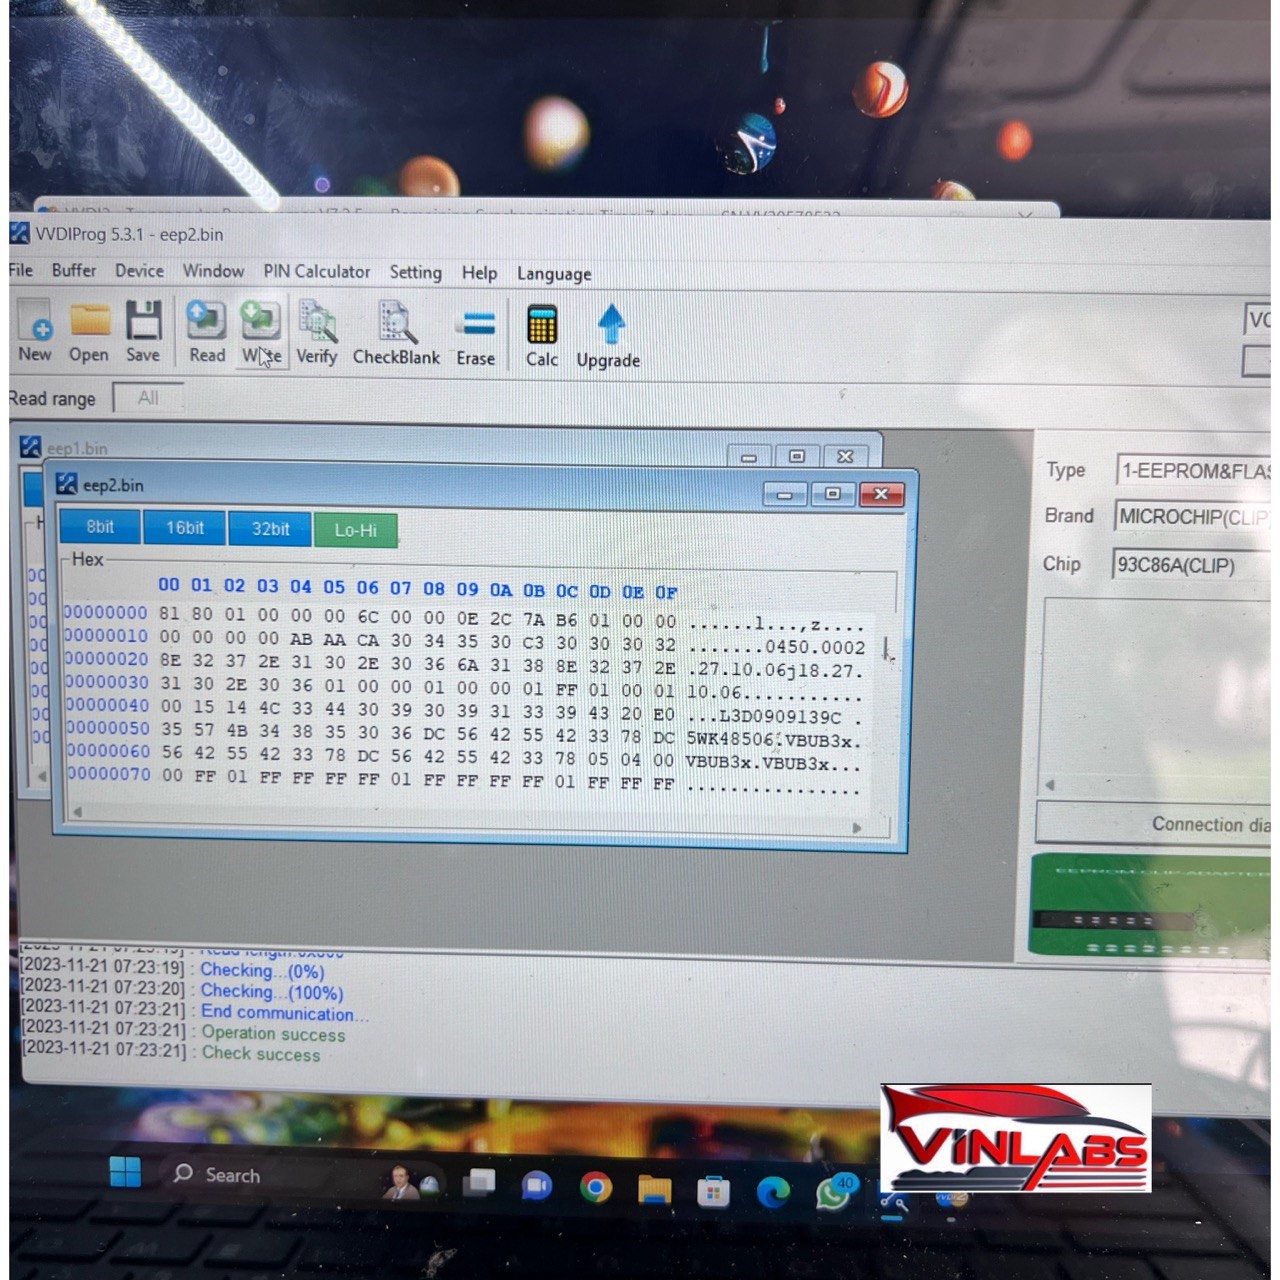 VVDIProg 5.3.1 - eep2.bin
File Buffer Device Window PIN Calculator Setting Help Language
New Open Save Read Write Verify CheckBlank Erase Calc Upgrade
Read range All
eep1.bin
eep2.bin
8bit 16bit 32bit Lo-Hi
Hex
00 01 02 03 04 05 06 07 08 09 0A 0B 0C 0D 0E 0F
00000000 81 80 01 00 00 00 6C 00 00 0E 2C 7A B6 01 00 00 ......l...,z....
00000010 00 00 00 00 AB AA CA 30 34 35 30 C3 30 30 30 32 .......0450.0002
00000020 8E 32 37 2E 31 30 2E 30 36 6A 31 38 8E 32 37 2E .27.10.06j18.27.
00000030 31 30 2E 30 36 01 00 00 01 00 00 01 FF 01 00 01 10.06...........
00000040 00 15 14 4C 33 44 30 39 30 39 31 33 39 43 20 E0 ...L3D0909139C .
00000050 35 57 4B 34 38 35 30 36 DC 56 42 55 42 33 78 DC 5WK48506.VBUB3x.
00000060 56 42 55 42 33 78 DC 56 42 55 42 33 78 05 04 00 VBUB3x.VBUB3x...
00000070 00 FF 01 FF FF FF FF 01 FF FF FF FF 01 FF FF FF ................
Type 1-EEPROM&FLAS
Brand MICROCHIP(CLIP
Chip 93C86A(CLIP)
Connection dia
[2023-11-21 07:23:19] : Checking...(0%)
[2023-11-21 07:23:20] : Checking...(100%)
[2023-11-21 07:23:21] : End communication...
[2023-11-21 07:23:21] : Operation success
[2023-11-21 07:23:21] : Check success
VINLABS
Search
40